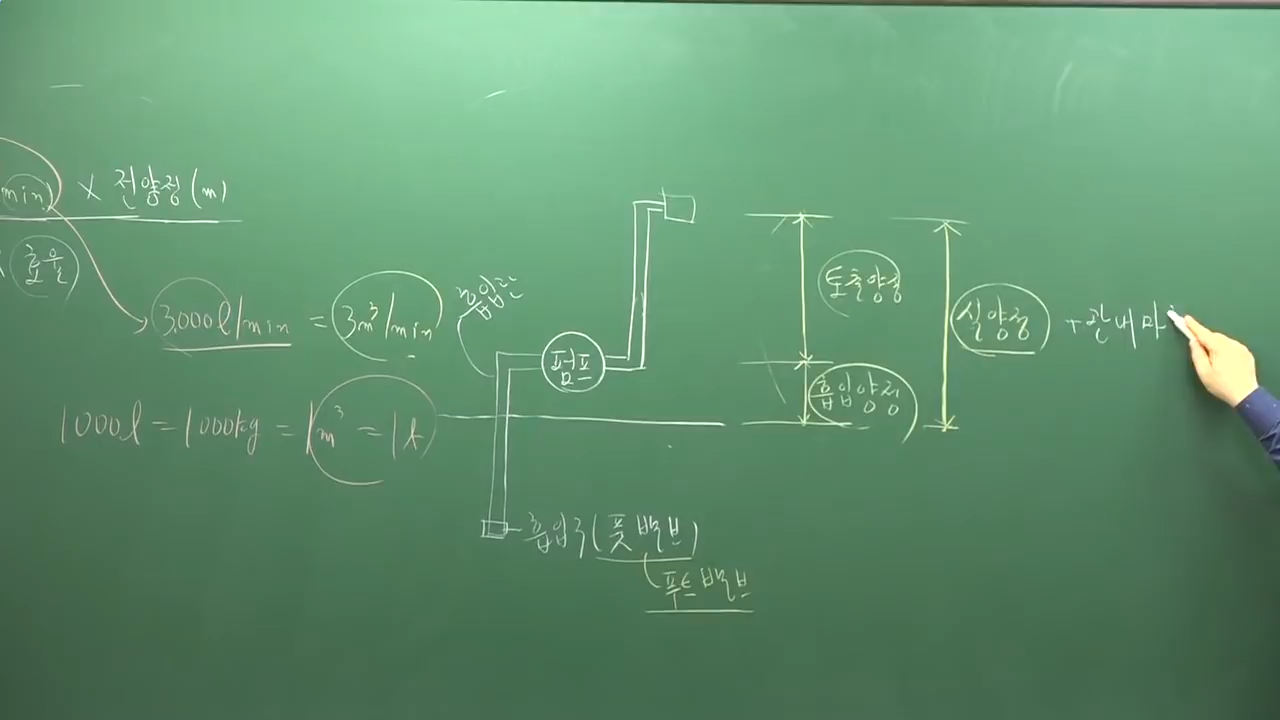 min) × 전양정(m)
효율
3,000l/min = 3m³/min
1000l = 1000kg = 1m³ = 1t
흡입관
펌프
흡입구(풋밸브)
푸트밸브
토출양정
흡입양정
실양정 + 관내마